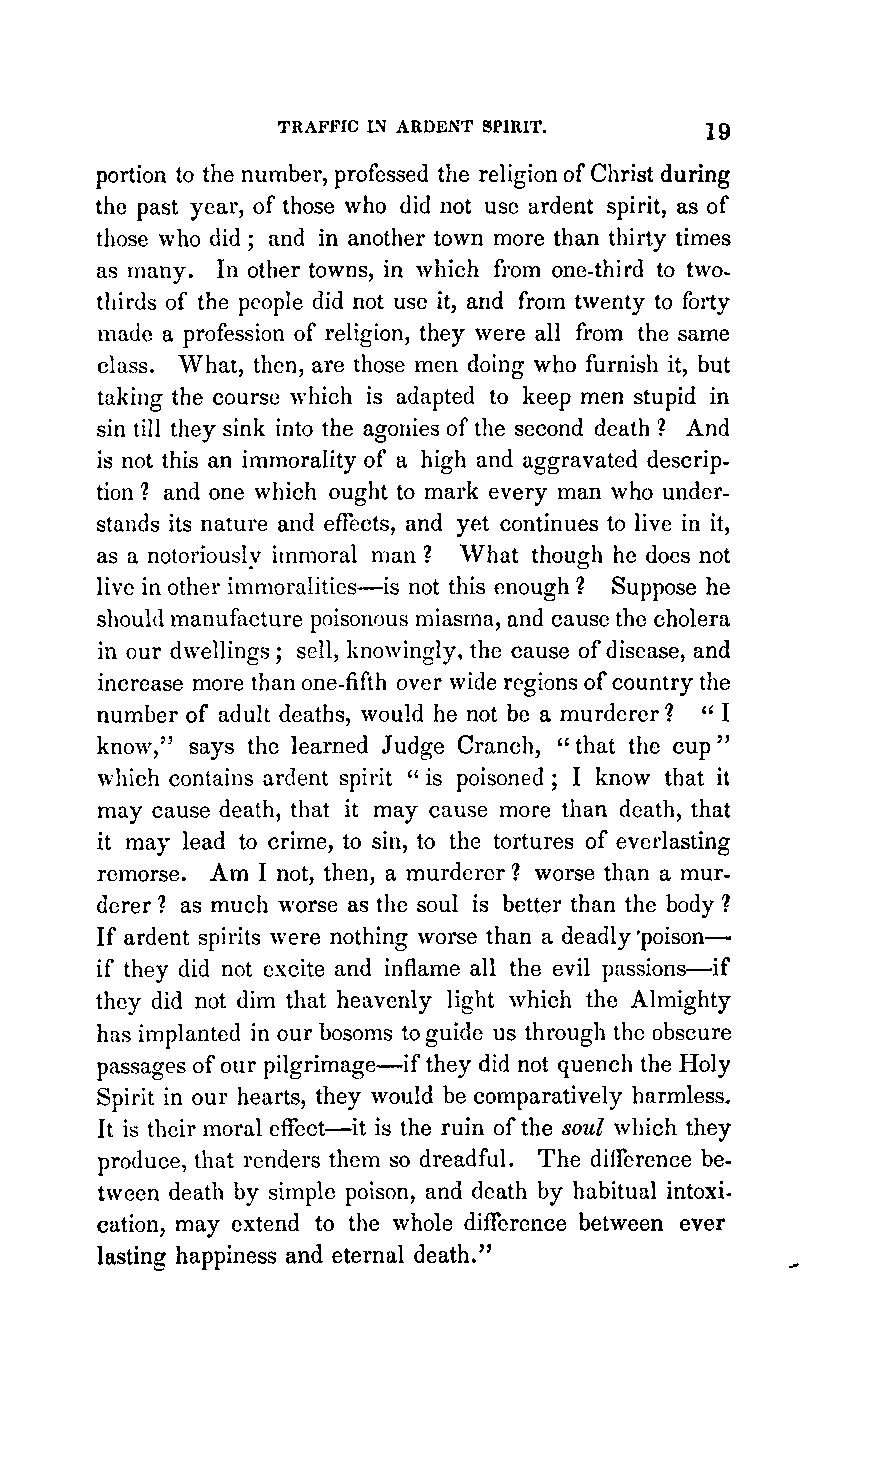 TRAFFIC IN ARDENT SPIRIT. 19
portion to the number, professed the religion of Christ during
the past year, of those who did not use ardent spirit, as of
those who did ; and in another town more than thirty times
as many. In other towns, in which from one-third to two-
thirds of the people did not use it, and from twenty to forty
made a profession of religion, they were all from the same
class. What, then, are those men doing who furnish it, but
taking the course which is adapted to keep men stupid in
sin till they sink into the agonies of the second death ? And
is not this an immorality of a high and aggravated descrip-
tion ? and one which ought to mark every man who under-
stands its nature and effects, and yet continues to live in it,
as a notoriously immoral man ? What though he does not
live in other immoralities—is not this enough ? Suppose he
should manufacture poisonous miasma, and cause the cholera
in our dwellings ; sell, knowingly, the cause of disease, and
increase more than one-fifth over wide regions of country the
number of adult deaths, would he not be a murderer ? “ I
know,” says the learned Judge Cranch, “ that the cup ”
which contains ardent spirit “ is poisoned ; I know that it
may cause death, that it may cause more than death, that
it may lead to crime, to sin, to the tortures of everlasting
remorse. Am I not, then, a murderer ? worse than a mur-
derer ? as much worse as the soul is better than the body ?
If ardent spirits were nothing worse than a deadly 'poison—
if they did not excite and inflame all the evil passions—if
they did not dim that heavenly light which the Almighty
has implanted in our bosoms to guide us through the obscure
passages of our pilgrimage—if they did not quench the Holy
Spirit in our hearts, they would be comparatively harmless.
It is their moral effect—it is the ruin of the soul which they
produce, that renders them so dreadful. The difference be-
tween death by simple poison, and death by habitual intoxi-
cation, may extend to the whole difference between ever
lasting happiness and eternal death.”